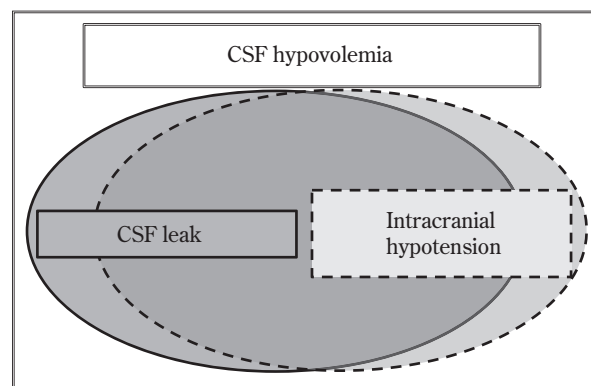 CSF hypovolemia
CSF leak
Intracranial
hypotension